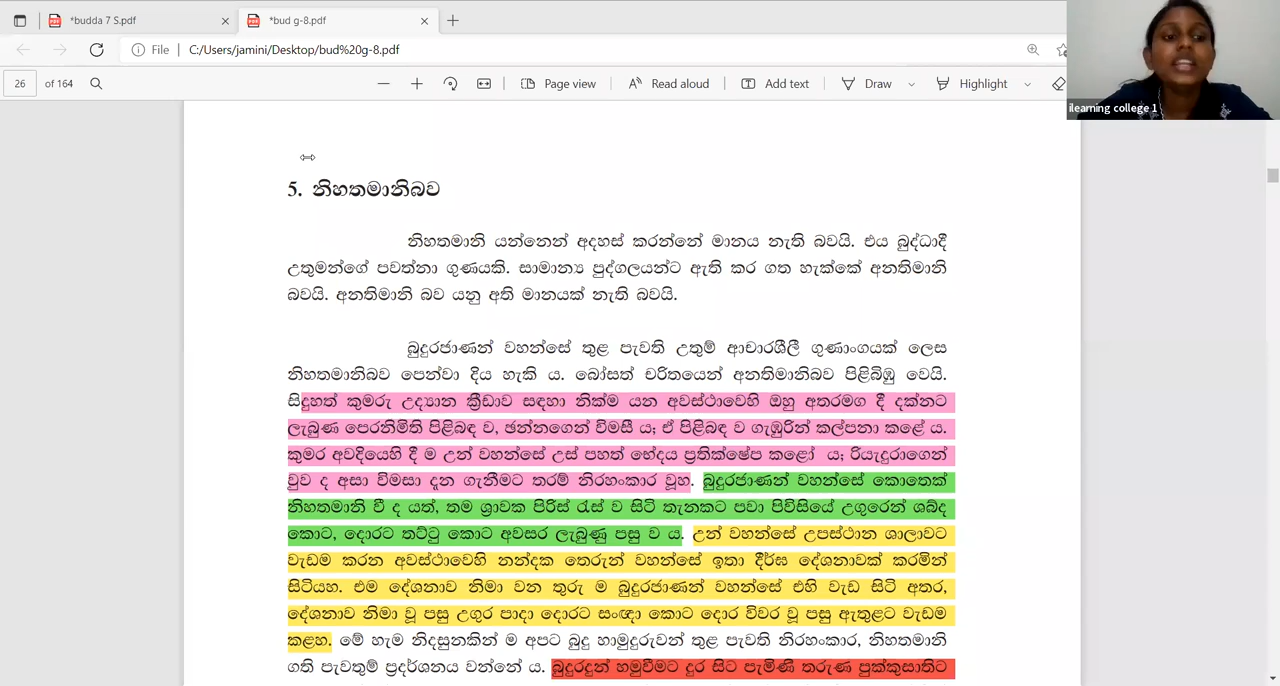 *budda 7 S.pdf
*bud g-8.pdf
File | C:/Users/jamini/Desktop/bud%20g-8.pdf
26 of 164 Page view Read aloud Add text Draw Highlight
ilearning college 1
5. නිහතමානිබව
නිහතමානි යන්නෙන් අදහස් කරන්නේ මානය නැති බවයි. එය බුද්ධාදී
උතුමන්ගේ පවත්නා ගුණයකි. සාමාන්‍ය පුද්ගලයන්ට ඇති කර ගත හැක්කේ අනතිමානි
බවයි. අනතිමානි බව යනු අති මානයක් නැති බවයි.
බුදුරජාණන් වහන්සේ තුළ පැවති උතුම් ආචාරශීලී ගුණාංගයක් ලෙස
නිහතමානිබව පෙන්වා දිය හැකි ය. බෝසත් චරිතයෙන් අනතිමානිබව පිළිබිඹු වෙයි.
සිදුහත් කුමරු උද්‍යාන ක්‍රීඩාව සඳහා නික්ම යන අවස්ථාවෙහි ඔහු අතරමග දී දක්නට
ලැබුණ පෙරනිමිති පිළිබඳ ව, ඡන්නගෙන් විමසී ය; ඒ පිළිබඳ ව ගැඹුරින් කල්පනා කළේ ය.
කුමර අවදියෙහි දී ම උන් වහන්සේ උස් පහත් භේදය ප්‍රතික්ෂේප කළෝ ය; රියැදුරාගෙන්
වුව ද අසා විමසා දැන ගැනීමට තරම් නිරහංකාර වූහ. බුදුරජාණන් වහන්සේ කොතෙක්
නිහතමානි වී ද යත්, තම ශ්‍රාවක පිරිස් රැස් ව සිටි තැනකට පවා පිවිසියේ උගුරෙන් ශබ්ද
කොට, දොරට තට්ටු කොට අවසර ලැබුණු පසු ව ය. උන් වහන්සේ උපස්ථාන ශාලාවට
වැඩම කරන අවස්ථාවෙහි නන්දක තෙරුන් වහන්සේ ඉතා දීර්ඝ දේශනාවක් කරමින්
සිටියහ. එම දේශනාව නිමා වන තුරු ම බුදුරජාණන් වහන්සේ එහි වැඩ සිටි අතර,
දේශනාව නිමා වූ පසු උගුර පාදා දොරට සංඥා කොට දොර විවර වූ පසු ඇතුළට වැඩම
කළහ. මේ හැම නිදසුනකින් ම අපට බුදු හාමුදුරුවන් තුළ පැවති නිරහංකාර, නිහතමානි
ගති පැවතුම් ප්‍රදර්ශනය වන්නේ ය. බුදුරදුන් හමුවීමට දුර සිට පැමිණි තරුණ පුක්කුසාතිට